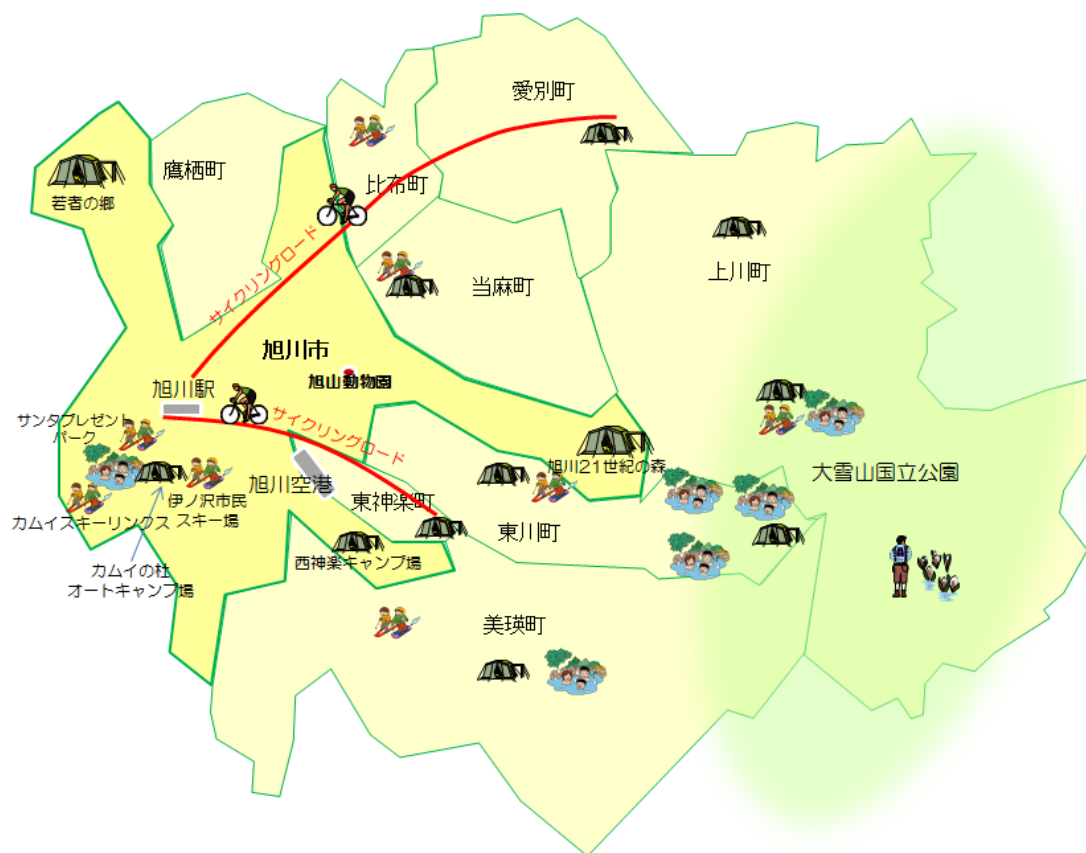 愛別町
鷹栖町
比布町
若者の郷
サイクリングロード
上川町
当麻町
旭川市
旭山動物園
旭川駅
サンタプレゼント
パーク
サイクリングロード
旭川21世紀の森
大雪山国立公園
伊ノ沢市民
スキー場
旭川空港
東神楽町
カムイスキーリンクス
東川町
西神楽キャンプ場
カムイの杜
オートキャンプ場
美瑛町